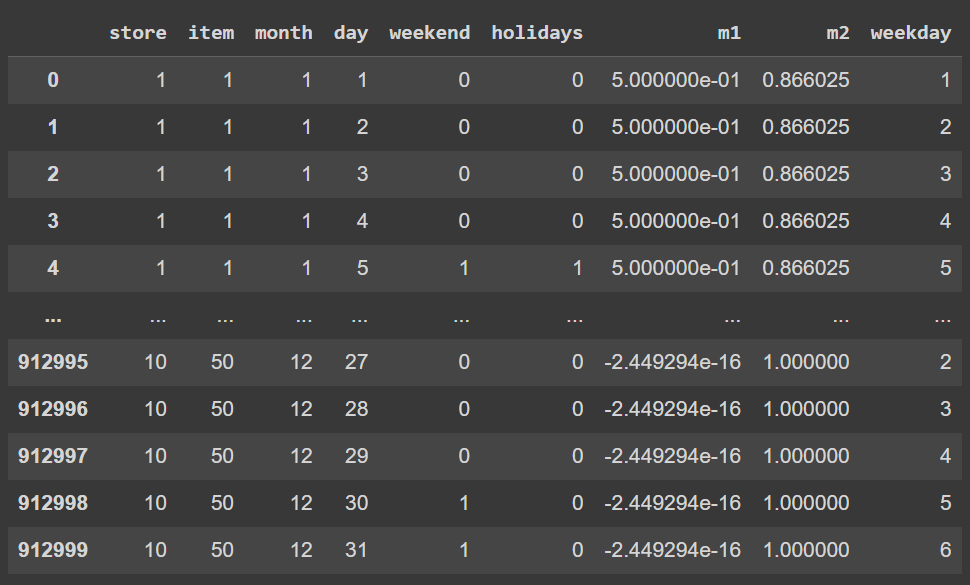 store item month day weekend holidays m1 m2 weekday
0 1 1 1 1 0 0 5.000000e-01 0.866025 1
1 1 1 1 2 0 0 5.000000e-01 0.866025 2
2 1 1 1 3 0 0 5.000000e-01 0.866025 3
3 1 1 1 4 0 0 5.000000e-01 0.866025 4
4 1 1 1 5 1 1 5.000000e-01 0.866025 5
... ... ... ... ... ... ... ... ... ...
912995 10 50 12 27 0 0 -2.449294e-16 1.000000 2
912996 10 50 12 28 0 0 -2.449294e-16 1.000000 3
912997 10 50 12 29 0 0 -2.449294e-16 1.000000 4
912998 10 50 12 30 1 0 -2.449294e-16 1.000000 5
912999 10 50 12 31 1 0 -2.449294e-16 1.000000 6